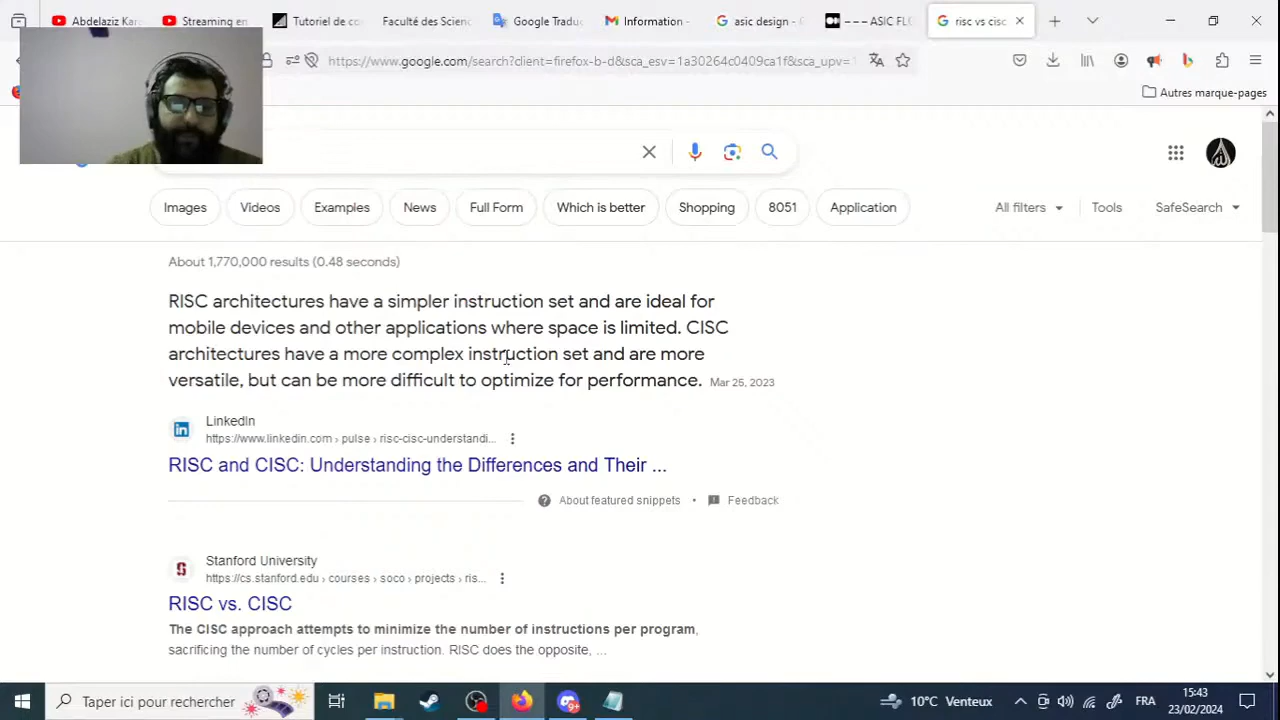 Abdelaziz Kar
Streaming en
Tutoriel de co
Faculté des Scien
Google Tradu
Information -
asic design - G
– – – ASIC FLO
risc vs cisc
https://www.google.com/search?client=firefox-b-d&sca_esv=1a30264c0409ca1f&sca_upv=1
Autres marque-pages
Images
Videos
Examples
News
Full Form
Which is better
Shopping
8051
Application
All filters
Tools
SafeSearch
About 1,770,000 results (0.48 seconds)
RISC architectures have a simpler instruction set and are ideal for
mobile devices and other applications where space is limited. CISC
architectures have a more complex instruction set and are more
versatile, but can be more difficult to optimize for performance. Mar 25, 2023
LinkedIn
https://www.linkedin.com › pulse › risc-cisc-understandi...
RISC and CISC: Understanding the Differences and Their ...
About featured snippets • Feedback
Stanford University
https://cs.stanford.edu › courses › soco › projects › ris...
RISC vs. CISC
The CISC approach attempts to minimize the number of instructions per program,
sacrificing the number of cycles per instruction. RISC does the opposite, ...
Taper ici pour rechercher
10°C Venteux
FRA
15:43
23/02/2024